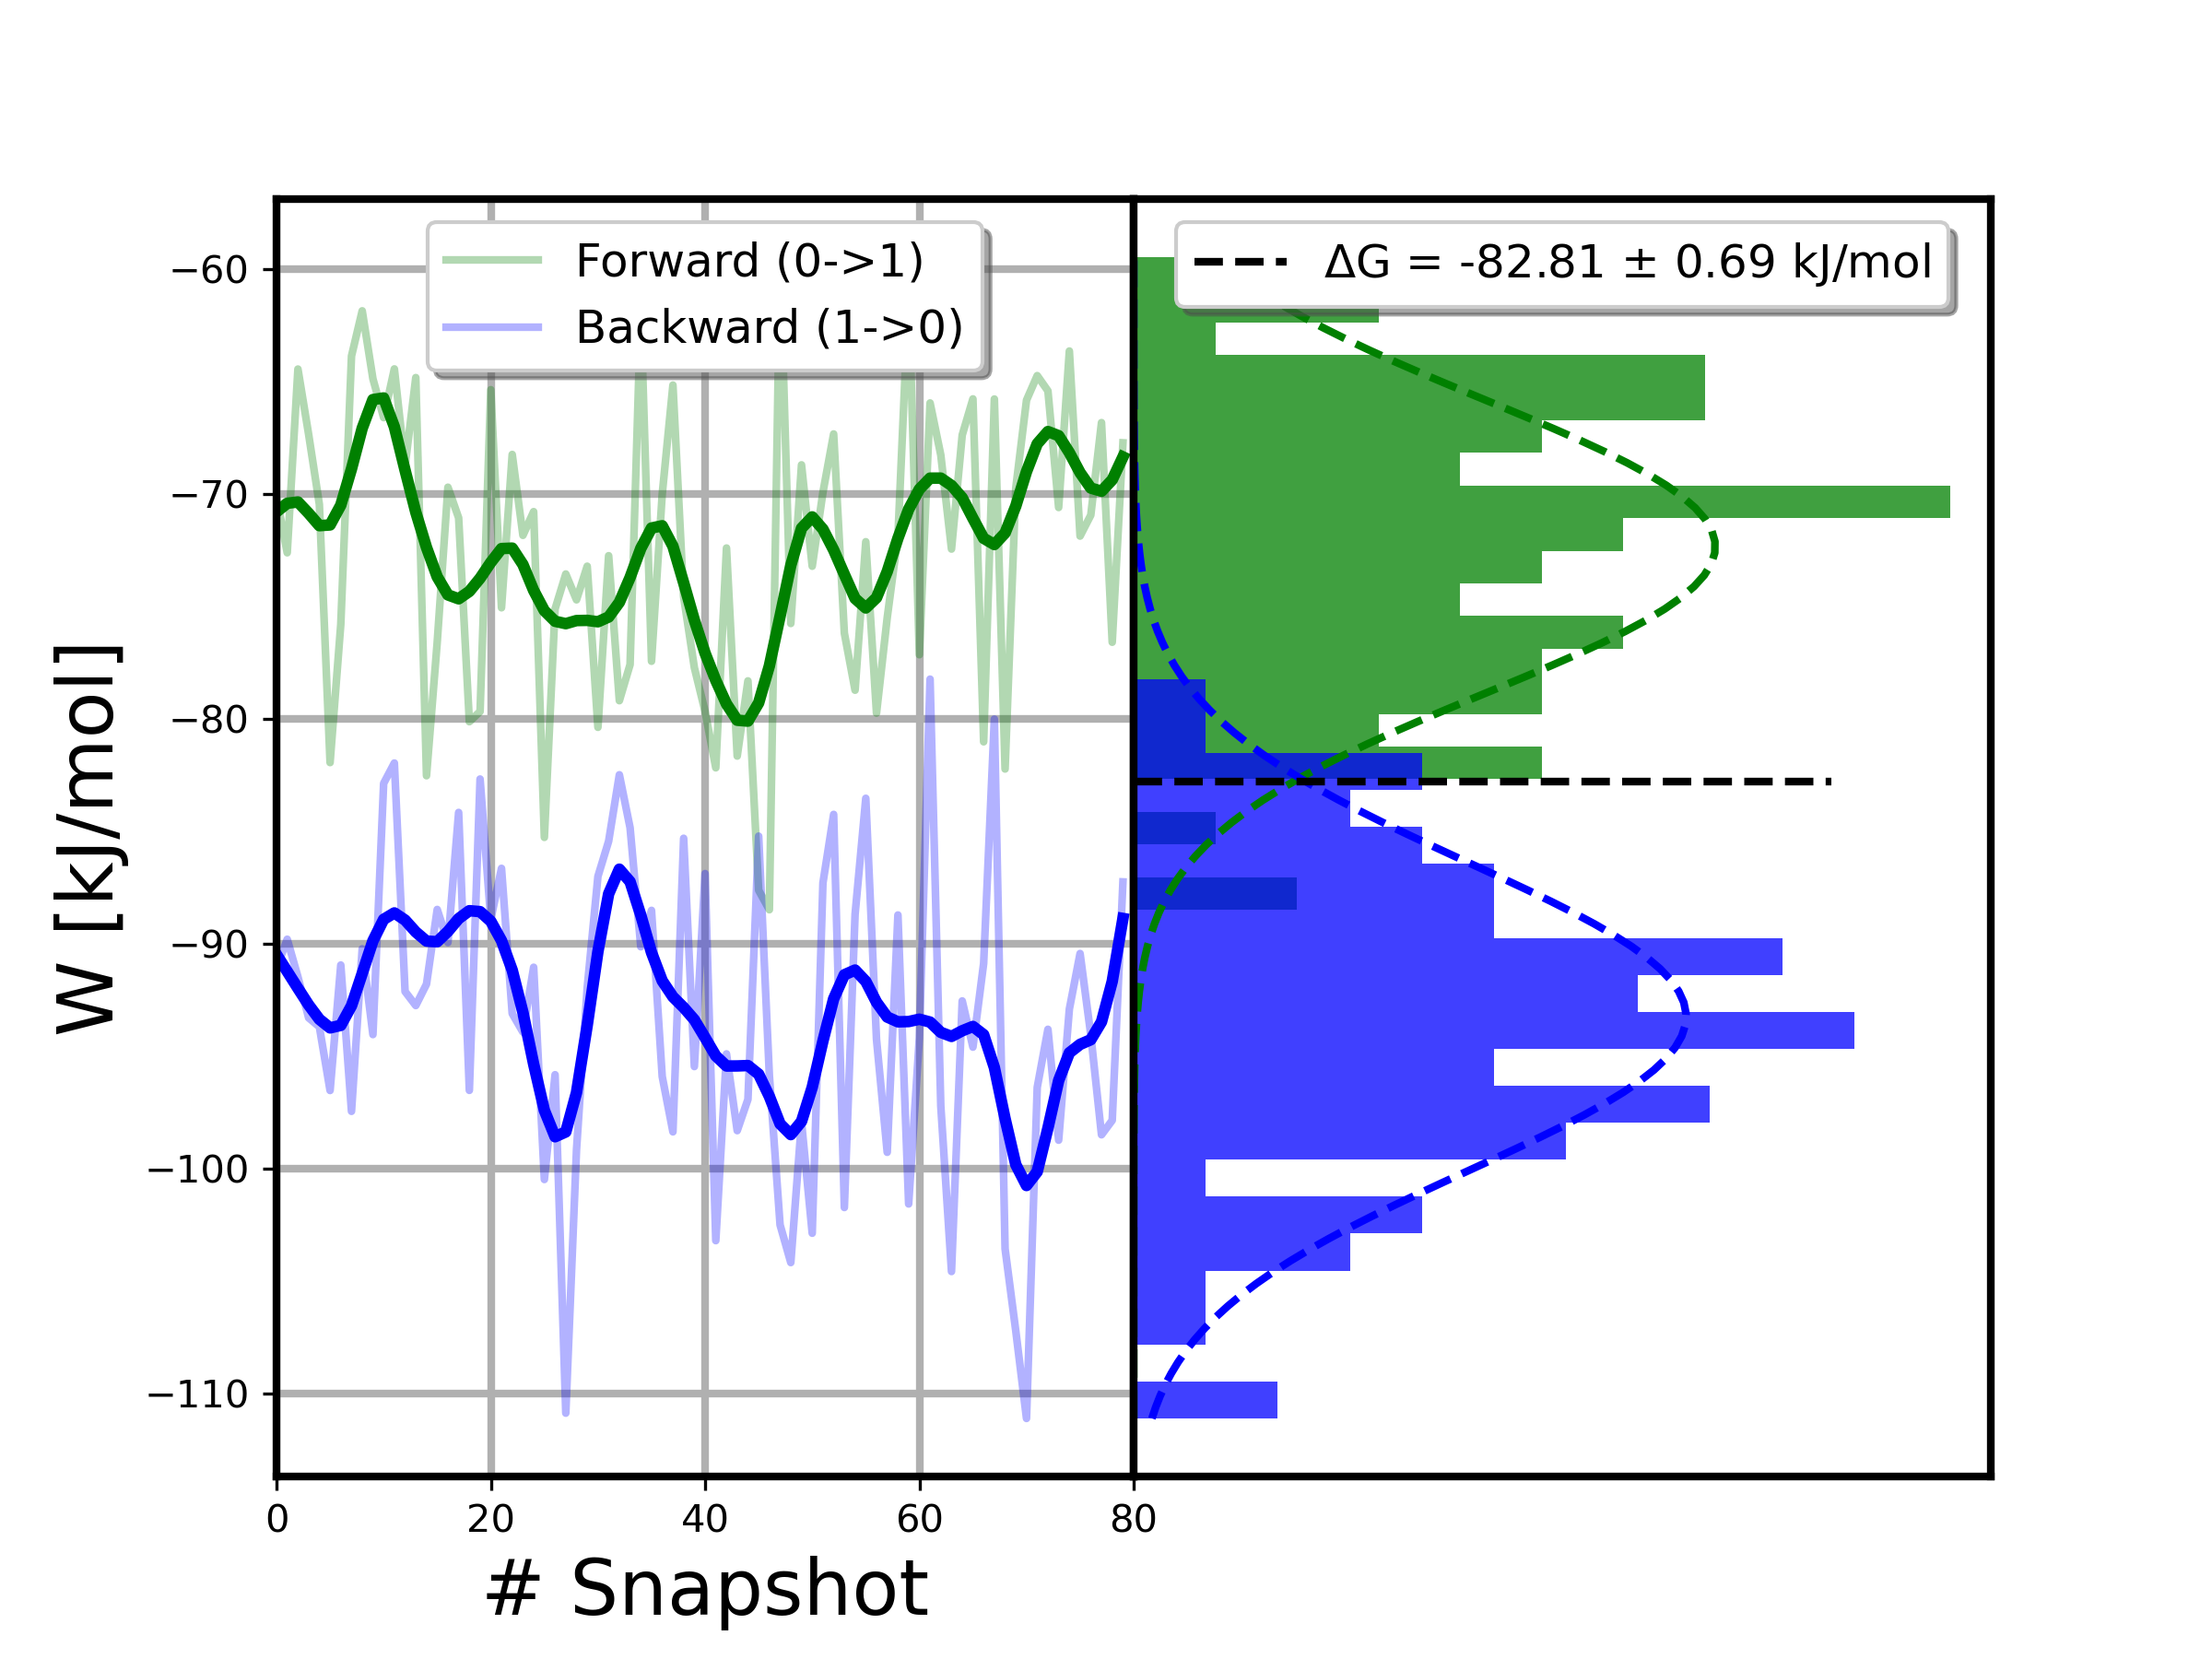 Forward (0->1)
Backward (1->0)
ΔG = -82.81 ± 0.69 kJ/mol
W [kJ/mol]
−60
−70
−80
−90
−100
−110
0 20 40 60 80
# Snapshot